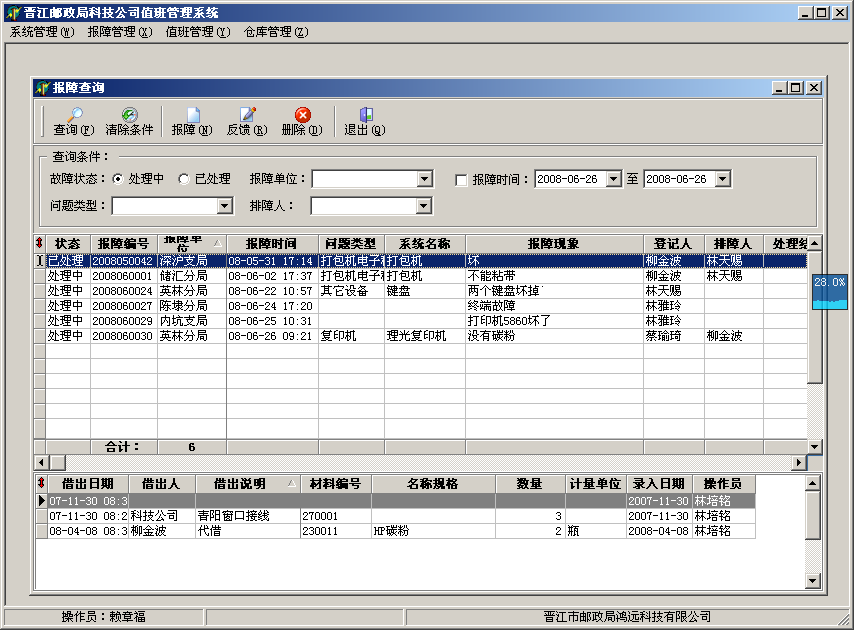 晋江邮政局科技公司值班管理系统
系统管理(W) 报障管理(X) 值班管理(Y) 仓库管理(Z)
报障查询
查询(F) 清除条件 报障(N) 反馈(R) 删除(D) 退出(Q)
查询条件：
故障状态： 处理中 已处理 报障单位： 报障时间： 2008-06-26 至 2008-06-26
问题类型： 排障人：
状态 报障编号 报障单位 报障时间 问题类型 系统名称 报障现象 登记人 排障人 处理结
已处理 2008050042 深沪支局 08-05-31 17:14 打包机电子秤 打包机 坏 柳金波 林天赐
处理中 2008060001 储汇分局 08-06-02 17:37 打包机电子秤 打包机 不能粘带 柳金波 林天赐
处理中 2008060024 英林分局 08-06-22 10:57 其它设备 键盘 两个键盘坏掉 林天赐
处理中 2008060027 陈埭分局 08-06-24 17:20 终端故障 林雅玲
处理中 2008060029 内坑支局 08-06-25 10:31 打印机5860坏了 林雅玲
处理中 2008060030 英林分局 08-06-26 09:21 复印机 理光复印机 没有碳粉 蔡瑜琦 柳金波
合计： 6
28.0%
借出日期 借出人 借出说明 材料编号 名称规格 数量 计量单位 录入日期 操作员
07-11-30 08:3 2007-11-30 林培铭
07-11-30 08:2 科技公司 青阳窗口接线 270001 3 2007-11-30 林培铭
08-04-08 08:3 柳金波 代借 230011 HP碳粉 2 瓶 2008-04-08 林培铭
操作员：赖章福 晋江市邮政局鸿远科技有限公司